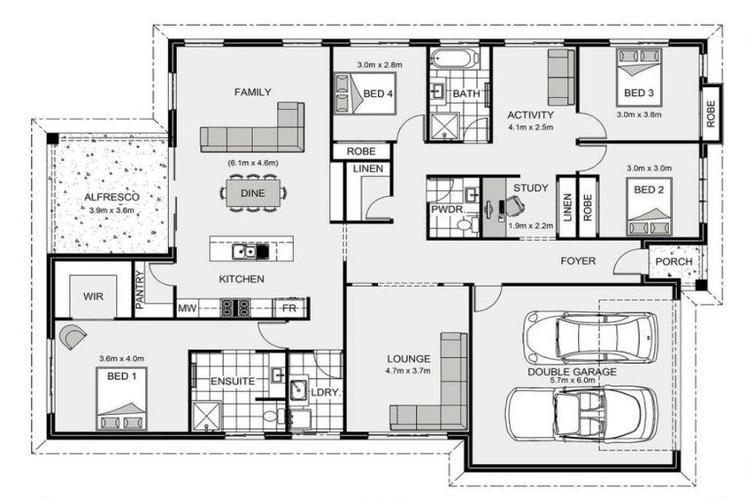 3.0m x 2.8m
FAMILY
BED 4
BATH
ACTIVITY
4.1m x 2.5m
BED 3
3.0m x 3.6m
ROBE
ROBE
(6.1m x 4.6m)
LINEN
3.0m x 3.0m
ALFRESCO
3.9m x 3.6m
DINE
PWDR
STUDY
1.9m x 2.2m
LINEN
ROBE
BED 2
KITCHEN
FOYER
PORCH
WIR
PANTRY
MW
FR
3.6m x 4.0m
BED 1
ENSUITE
LDRY.
LOUNGE
4.7m x 3.7m
DOUBLE GARAGE
5.7m x 6.0m